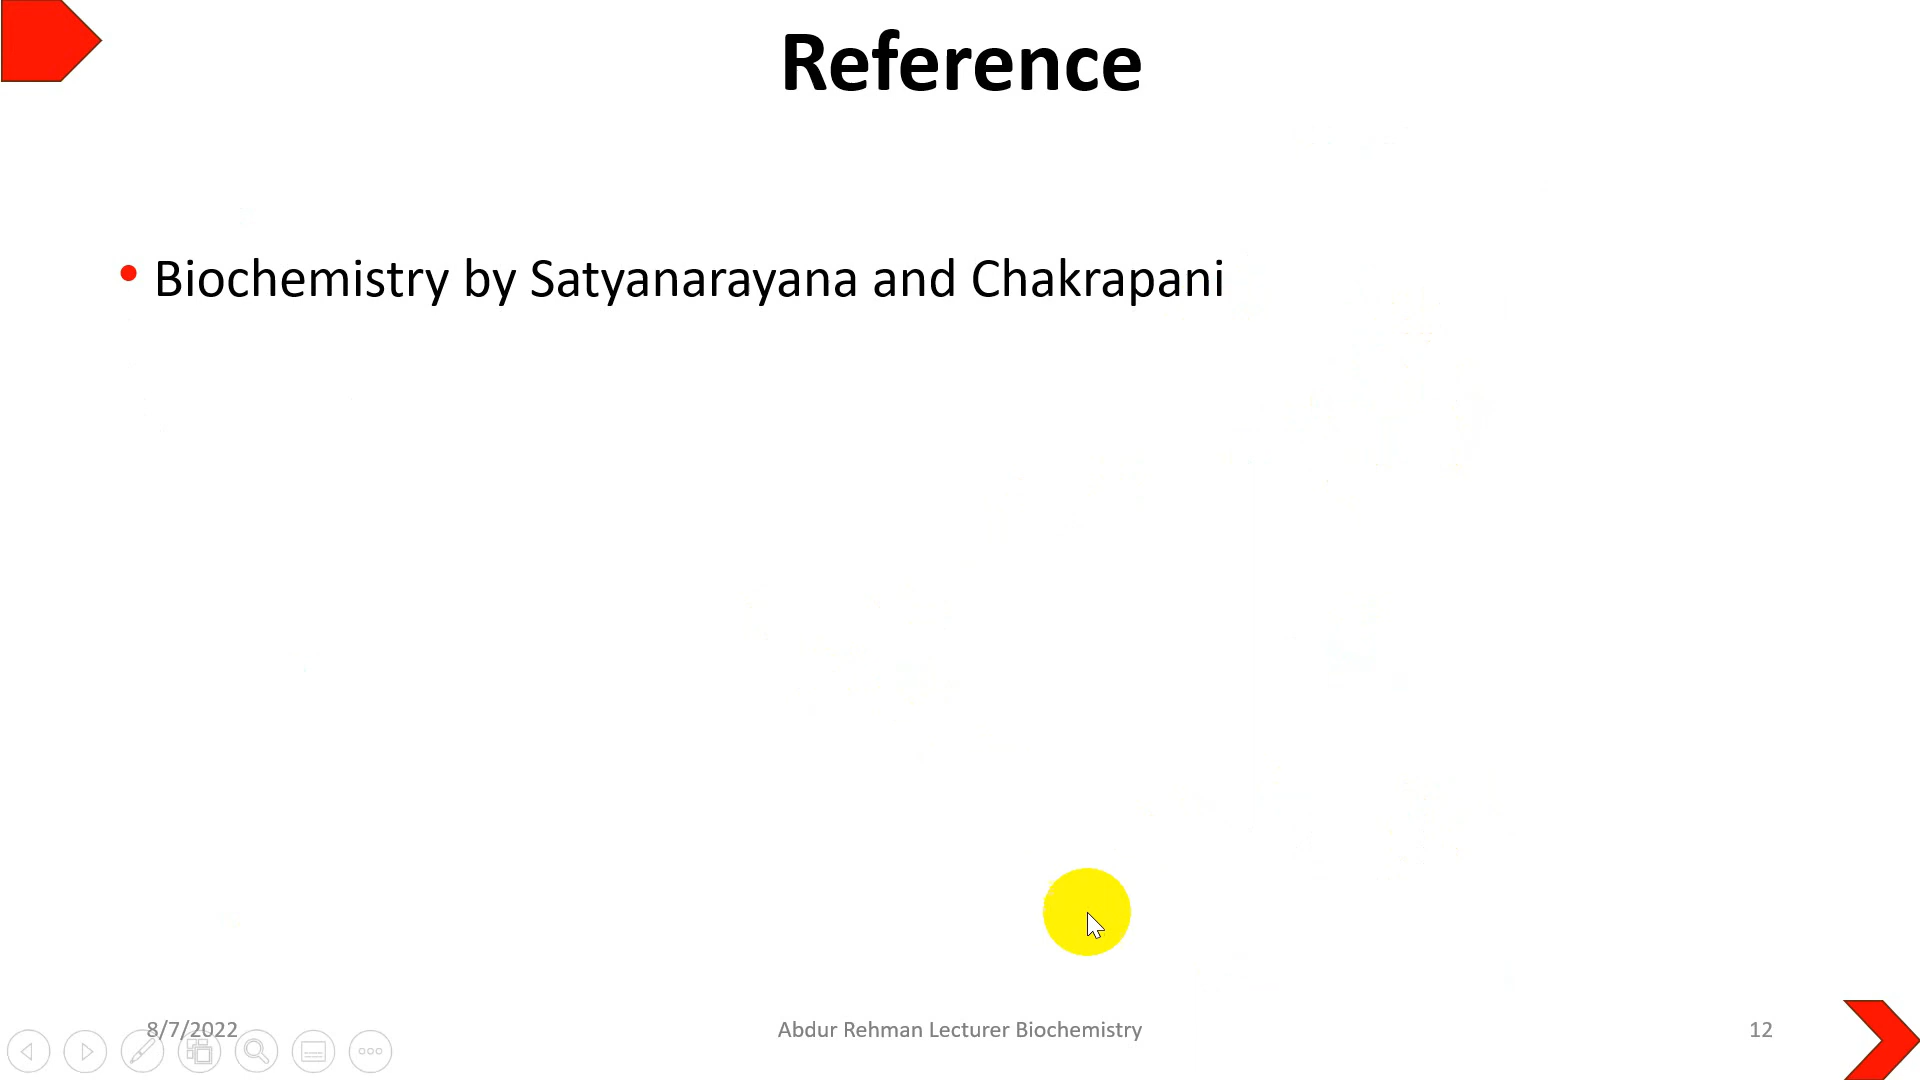 Reference
• Biochemistry by Satyanarayana and Chakrapani
8/7/2022
Abdur Rehman Lecturer Biochemistry
12